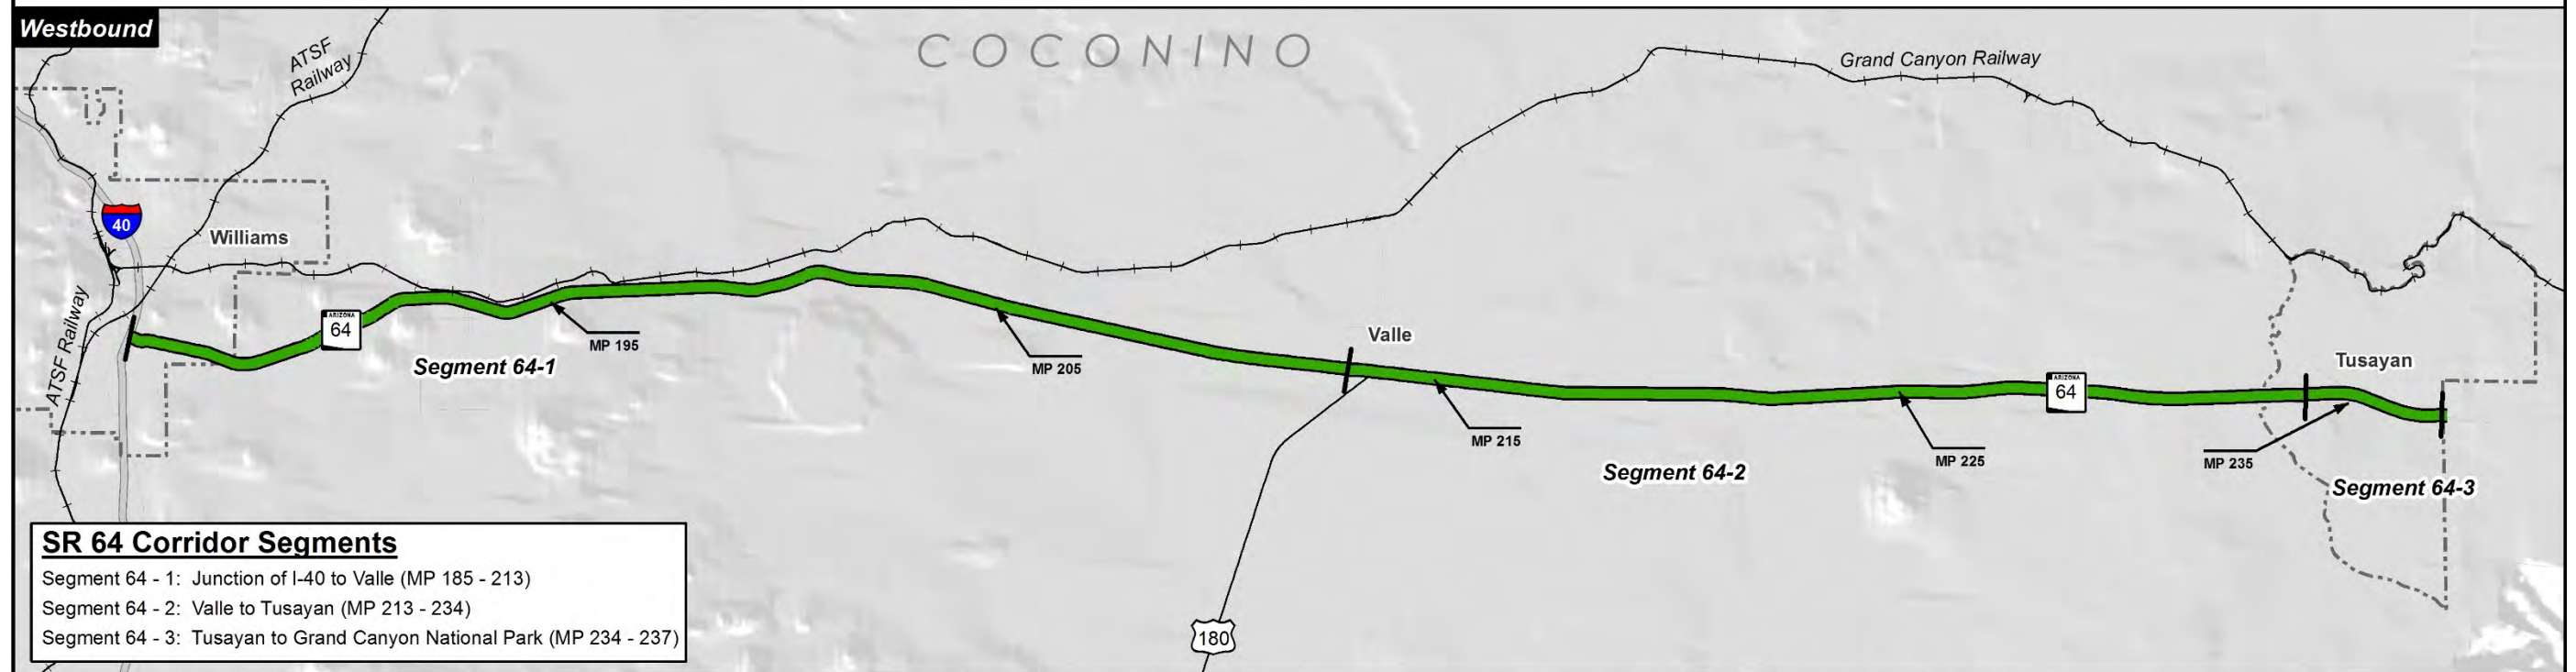 Westbound
ATSF
Railway
COCONINO
Grand Canyon Railway
40
Williams
ATSF Railway
ARIZONA
64
Segment 64-1
MP 195
MP 205
Valle
MP 215
Segment 64-2
MP 225
ARIZONA
64
Tusayan
MP 235
Segment 64-3
180
SR 64 Corridor Segments
Segment 64 - 1: Junction of I-40 to Valle (MP 185 - 213)
Segment 64 - 2: Valle to Tusayan (MP 213 - 234)
Segment 64 - 3: Tusayan to Grand Canyon National Park (MP 234 - 237)